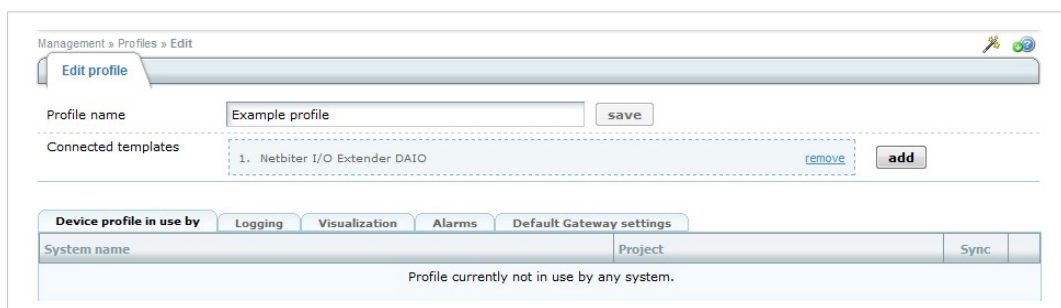 Management » Profiles » Edit
Edit profile
Profile name Example profile save
Connected templates 1. Netbiter I/O Extender DAIO remove add
Device profile in use by Logging Visualization Alarms Default Gateway settings
System name Project Sync
Profile currently not in use by any system.